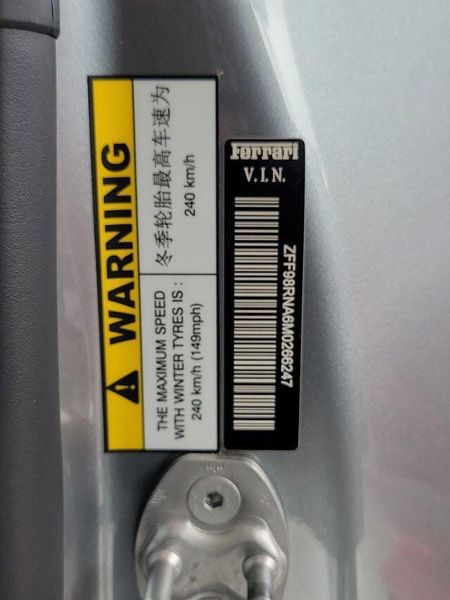 WARNING
THE MAXIMUM SPEED
WITH WINTER TYRES IS :
240 km/h (149mph)
冬季轮胎最高车速为
240 km/h
Ferrari
V.I.N.
ZFF98RNA6M0266247